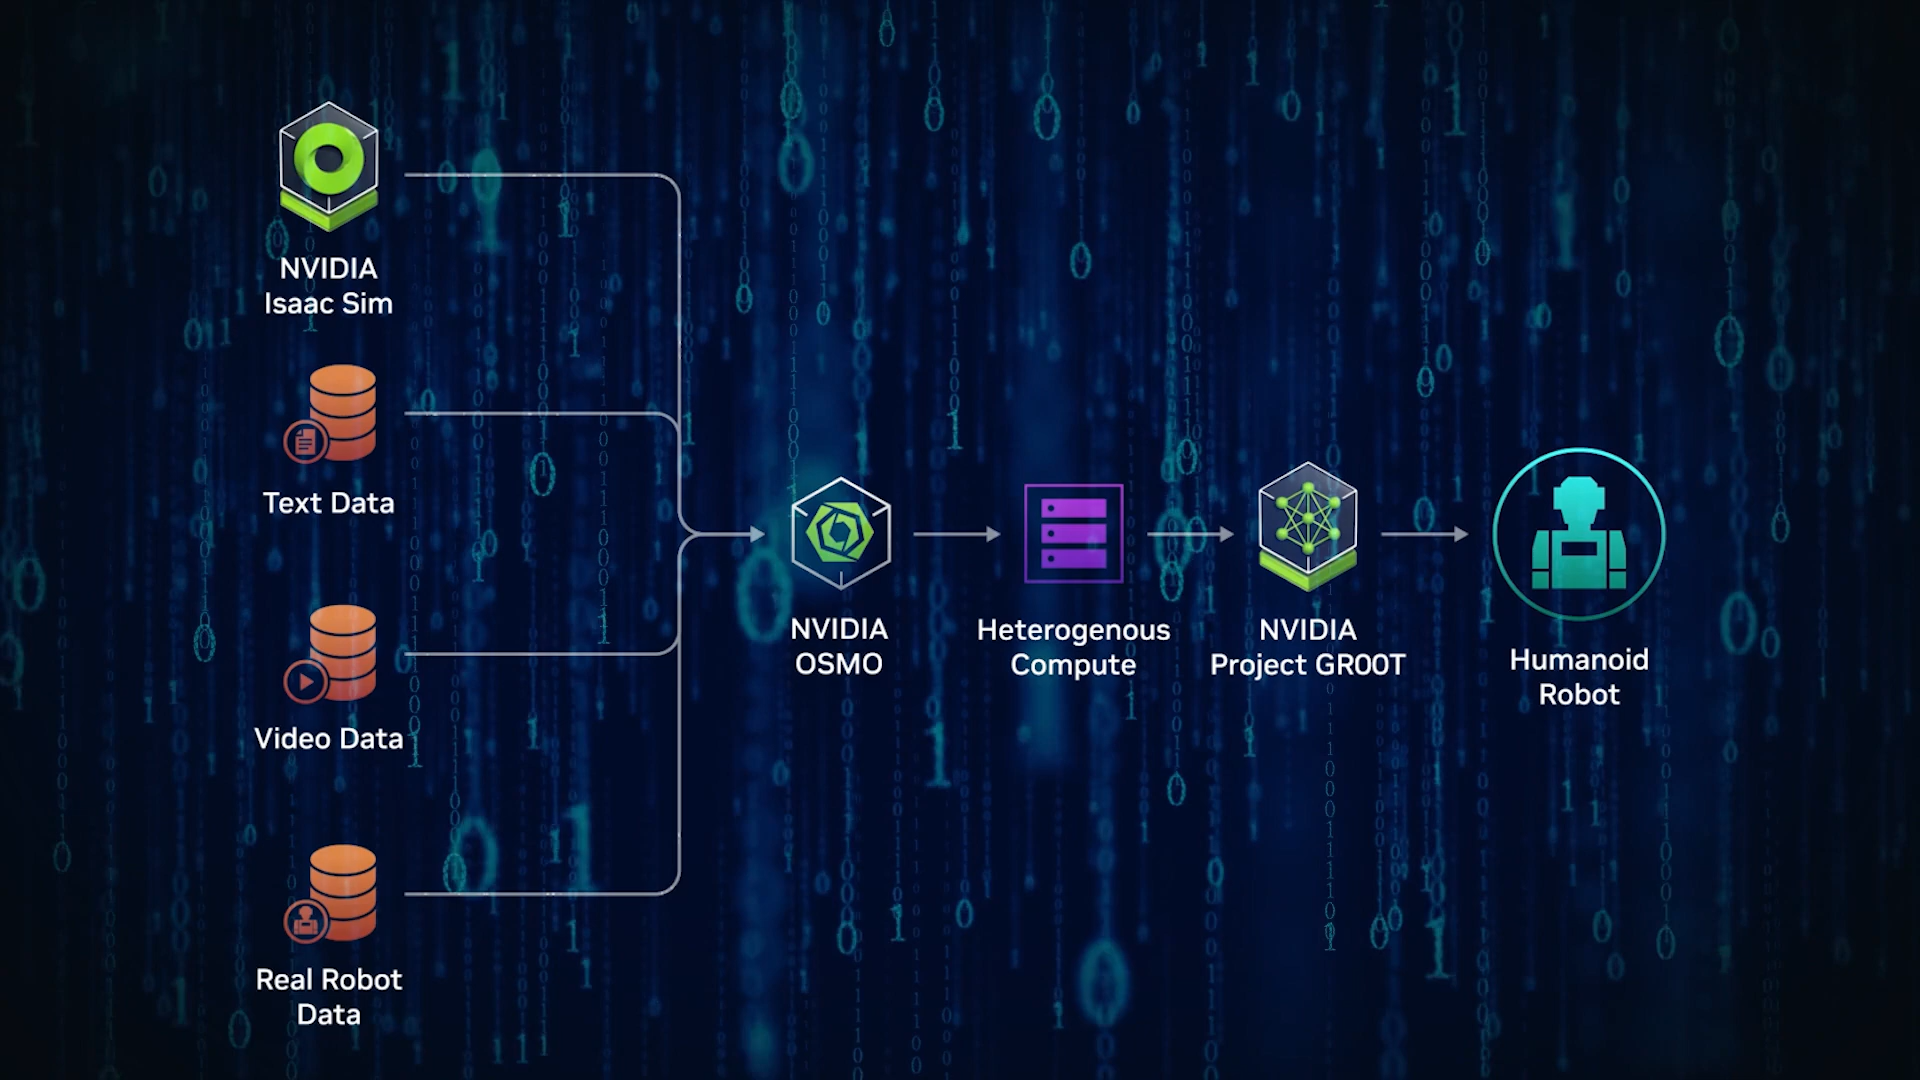 NVIDIA
Isaac Sim
Text Data
Video Data
Real Robot
Data
NVIDIA
OSMO
Heterogenous
Compute
NVIDIA
Project GR00T
Humanoid
Robot